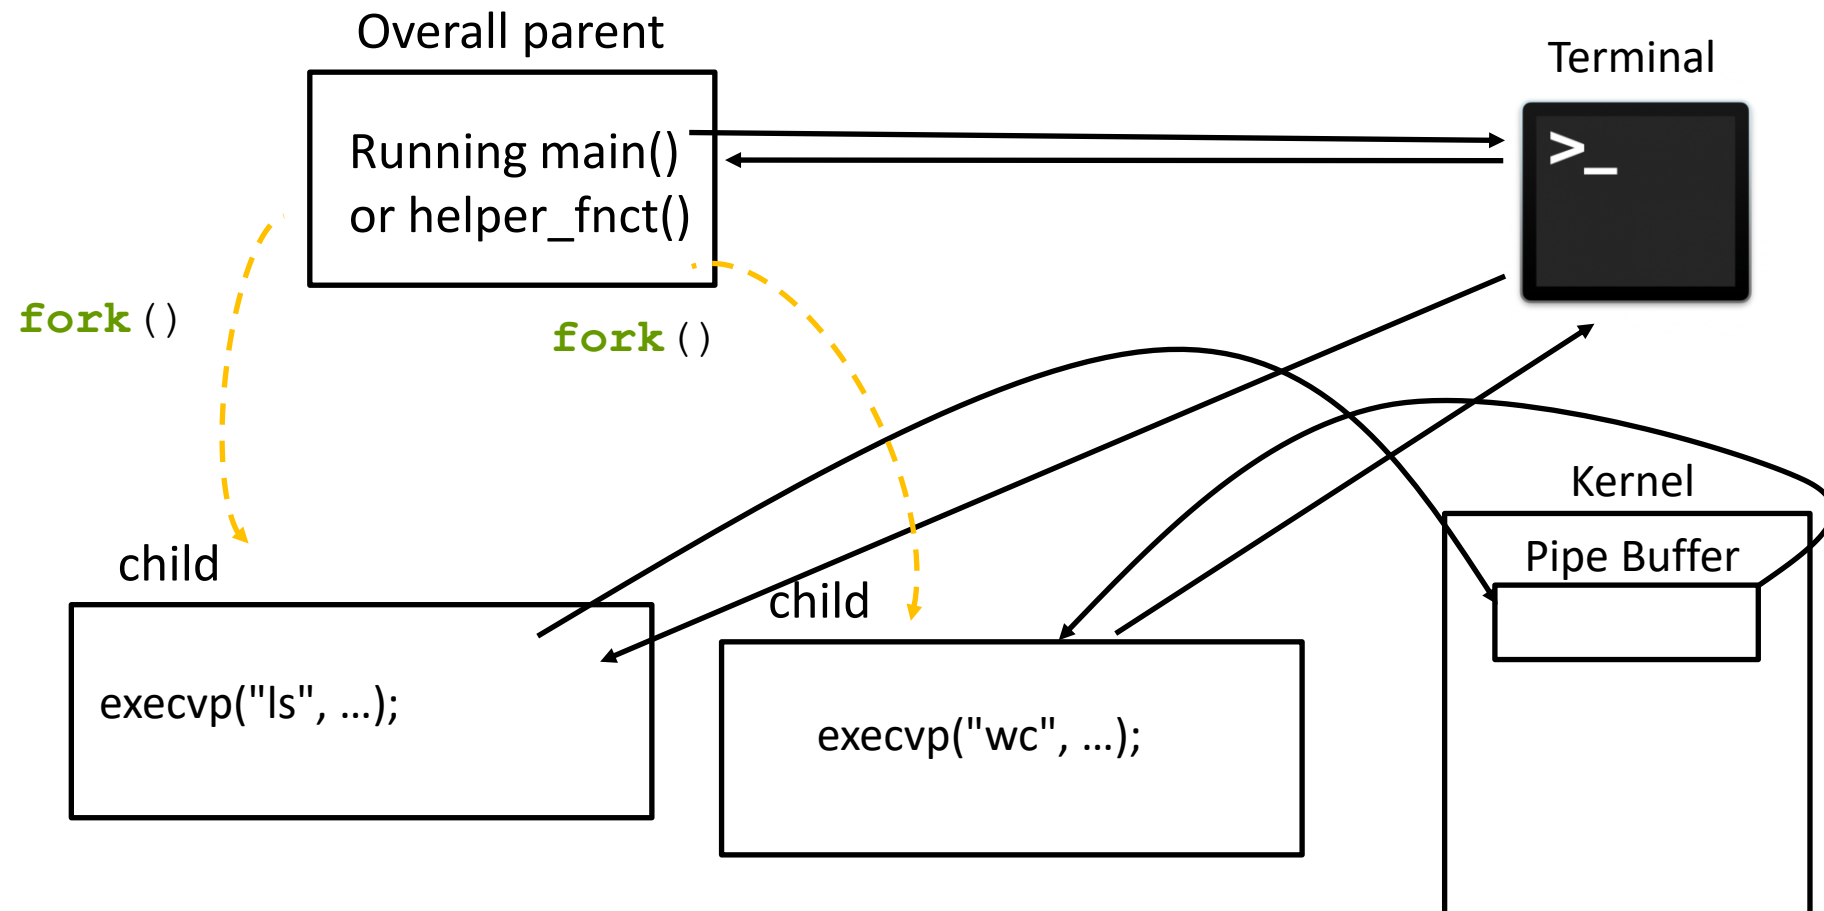 Overall parent
Terminal
Running main()
or helper_fnct()
>_
fork()
fork()
Kernel
Pipe Buffer
child
child
execvp("ls", …);
execvp("wc", …);